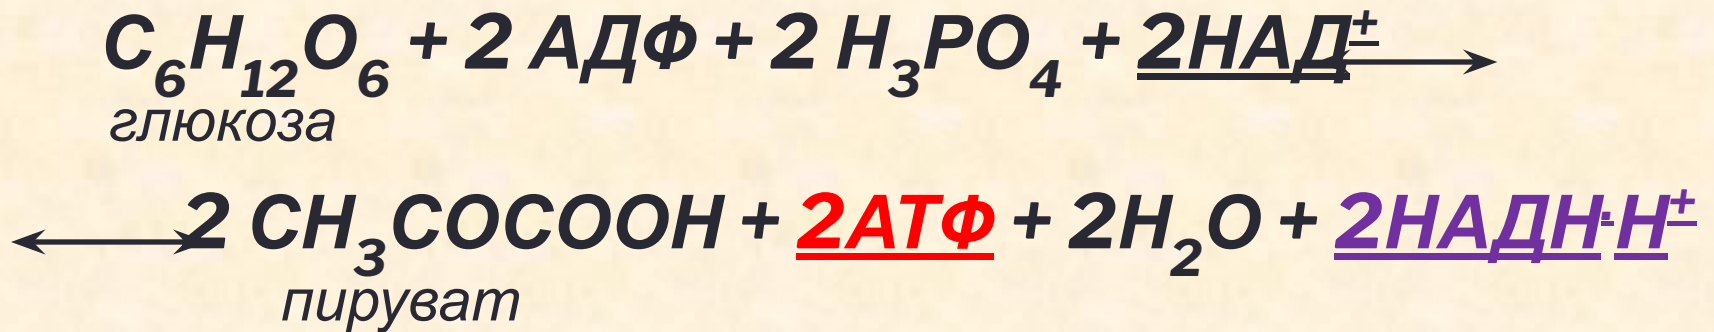 C₆H₁₂O₆ + 2 АДФ + 2 H₃PO₄ + 2НАД⁺ ↔
глюкоза
↔ 2 CH₃COCOOH + 2АТФ + 2H₂O + 2НАДН·Н⁺
пируват